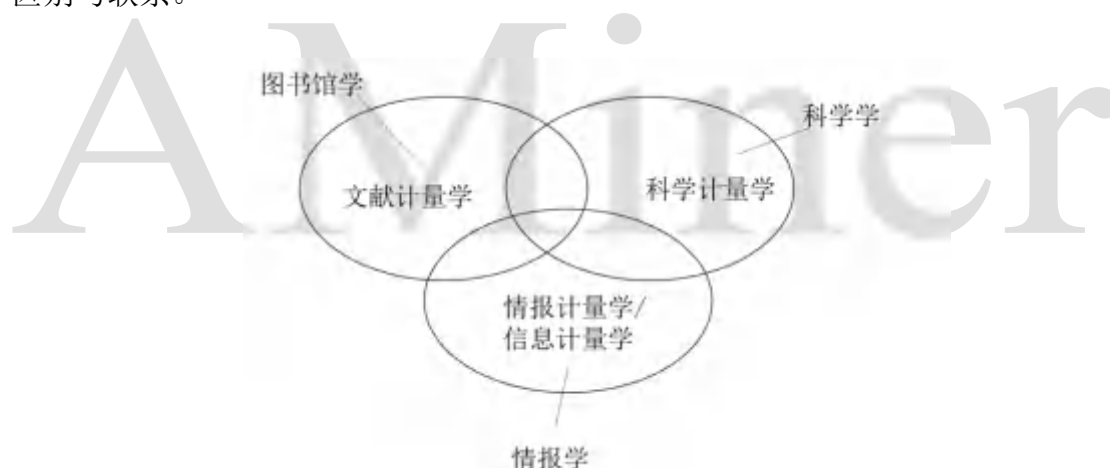 区别与联系。
AMiner
图书馆学
科学学
文献计量学
科学计量学
情报计量学/
信息计量学
情报学